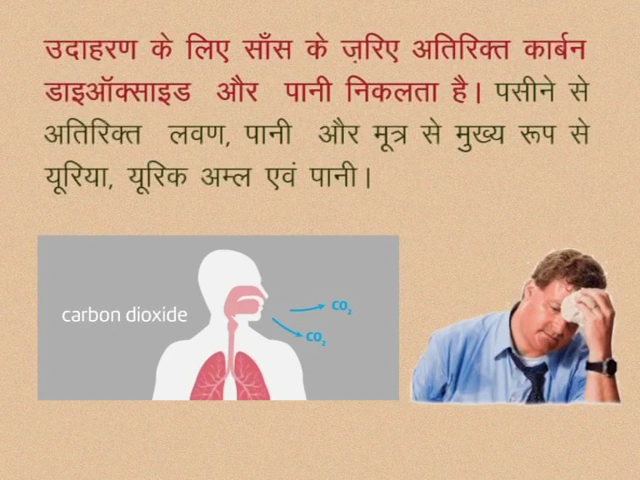 उदाहरण के लिए साँस के ज़रिए अतिरिक्त कार्बन
डाइऑक्साइड और पानी निकलता है। पसीने से
अतिरिक्त लवण, पानी और मूत्र से मुख्य रूप से
यूरिया, यूरिक अम्ल एवं पानी।
carbon dioxide
CO₂
CO₂